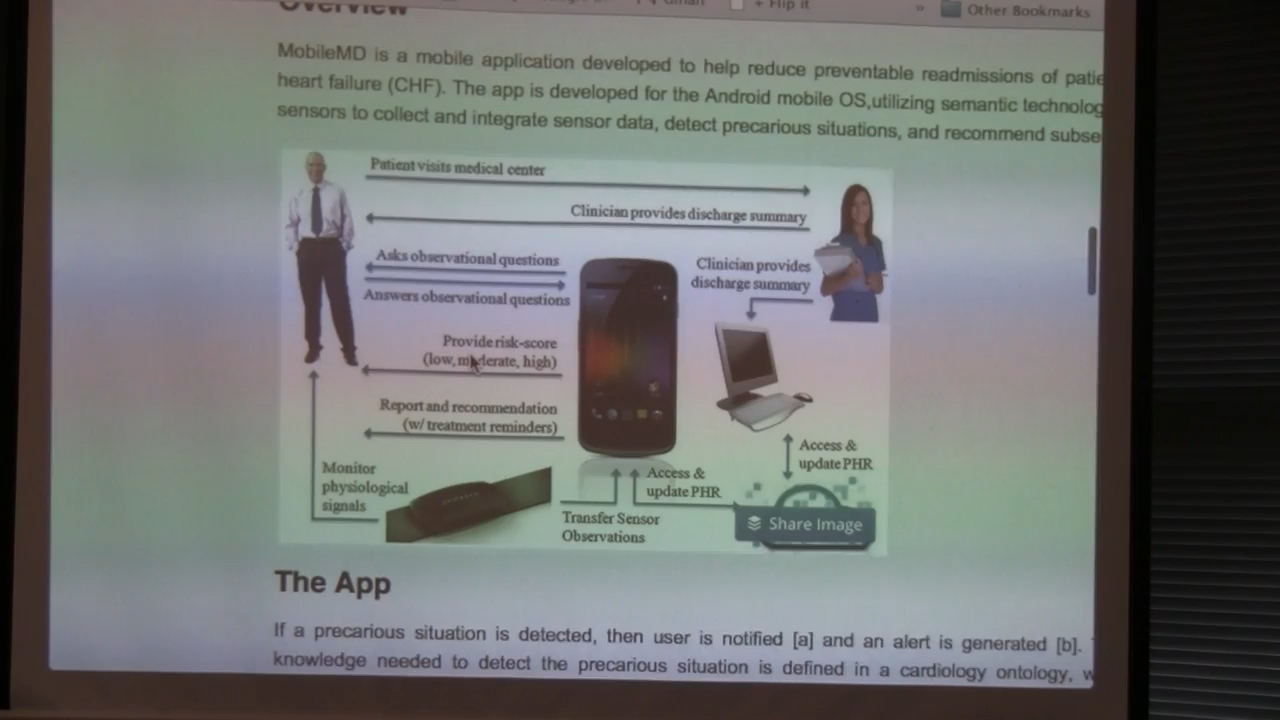 Overview
+ Flip it
»
Other Bookmarks
MobileMD is a mobile application developed to help reduce preventable readmissions of patie
heart failure (CHF). The app is developed for the Android mobile OS,utilizing semantic technolog
sensors to collect and integrate sensor data, detect precarious situations, and recommend subse
Patient visits medical center
Clinician provides discharge summary
Asks observational questions
Answers observational questions
Clinician provides
discharge summary
Provide risk-score
(low, moderate, high)
Report and recommendation
(w/ treatment reminders)
Monitor
physiological
signals
Access &
update PHR
Transfer Sensor
Observations
Access &
update PHR
Share Image
The App
If a precarious situation is detected, then user is notified [a] and an alert is generated [b].
knowledge needed to detect the precarious situation is defined in a cardiology ontology, w